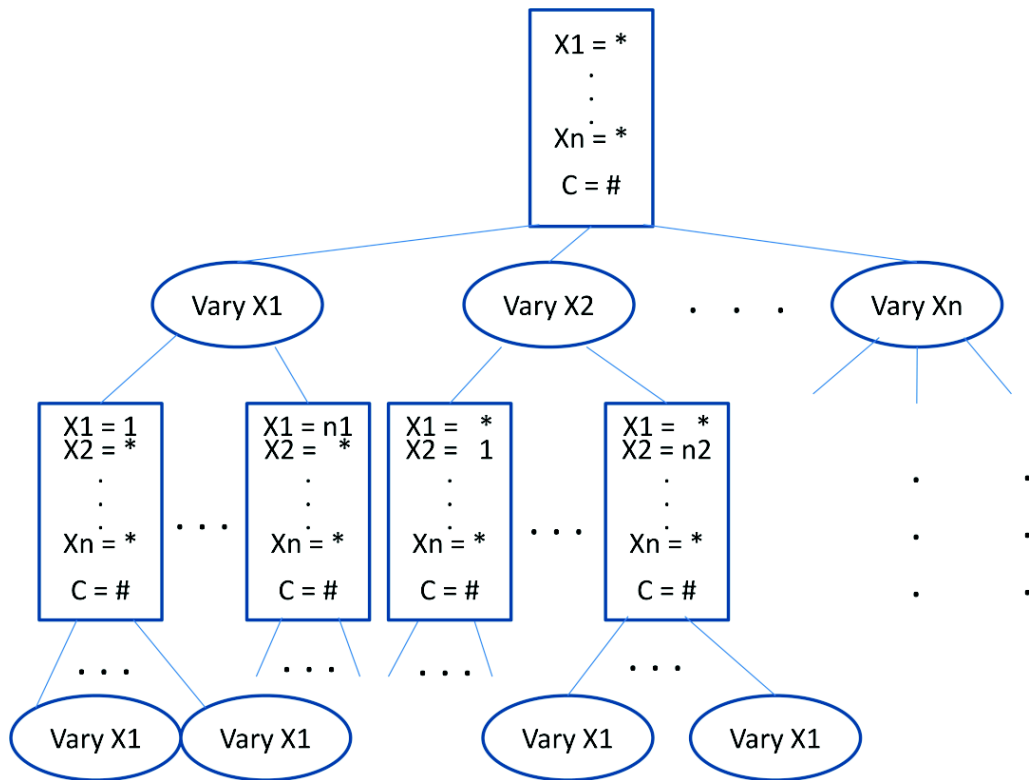 X1 = *
.
.
.
Xn = *
C = #
Vary X1
Vary X2
. . .
Vary Xn
X1 = 1
X2 = *
.
.
.
Xn = *
C = #
. . .
X1 = n1
X2 = *
.
.
.
Xn = *
C = #
X1 = *
X2 = 1
.
.
.
Xn = *
C = #
. . .
X1 = *
X2 = n2
.
.
.
Xn = *
C = #
.
.
.
.
.
.
. . .
. . .
. . .
. . .
Vary X1
Vary X1
Vary X1
Vary X1